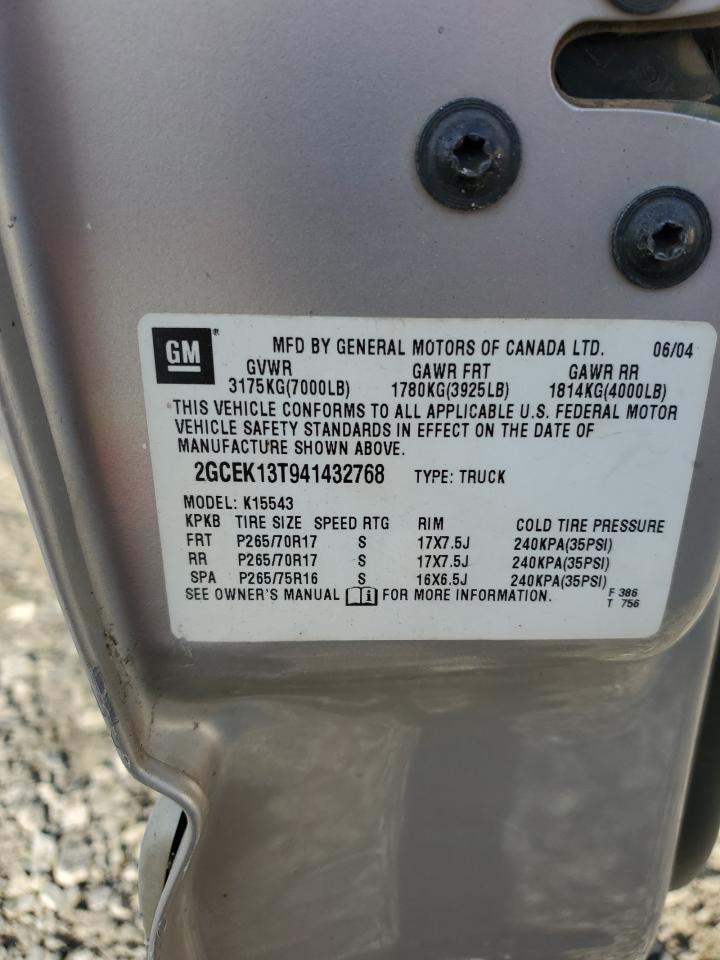 GM® MFD BY GENERAL MOTORS OF CANADA LTD. 06/04
GVWR GAWR FRT GAWR RR
3175KG(7000LB) 1780KG(3925LB) 1814KG(4000LB)
THIS VEHICLE CONFORMS TO ALL APPLICABLE U.S. FEDERAL MOTOR
VEHICLE SAFETY STANDARDS IN EFFECT ON THE DATE OF
MANUFACTURE SHOWN ABOVE.
2GCEK13T941432768 TYPE: TRUCK
MODEL: K15543
KPKB TIRE SIZE SPEED RTG RIM COLD TIRE PRESSURE
FRT P265/70R17 S 17X7.5J 240KPA(35PSI)
RR P265/70R17 S 17X7.5J 240KPA(35PSI)
SPA P265/75R16 S 16X6.5J 240KPA(35PSI)
SEE OWNER'S MANUAL i FOR MORE INFORMATION. F 386
T 756